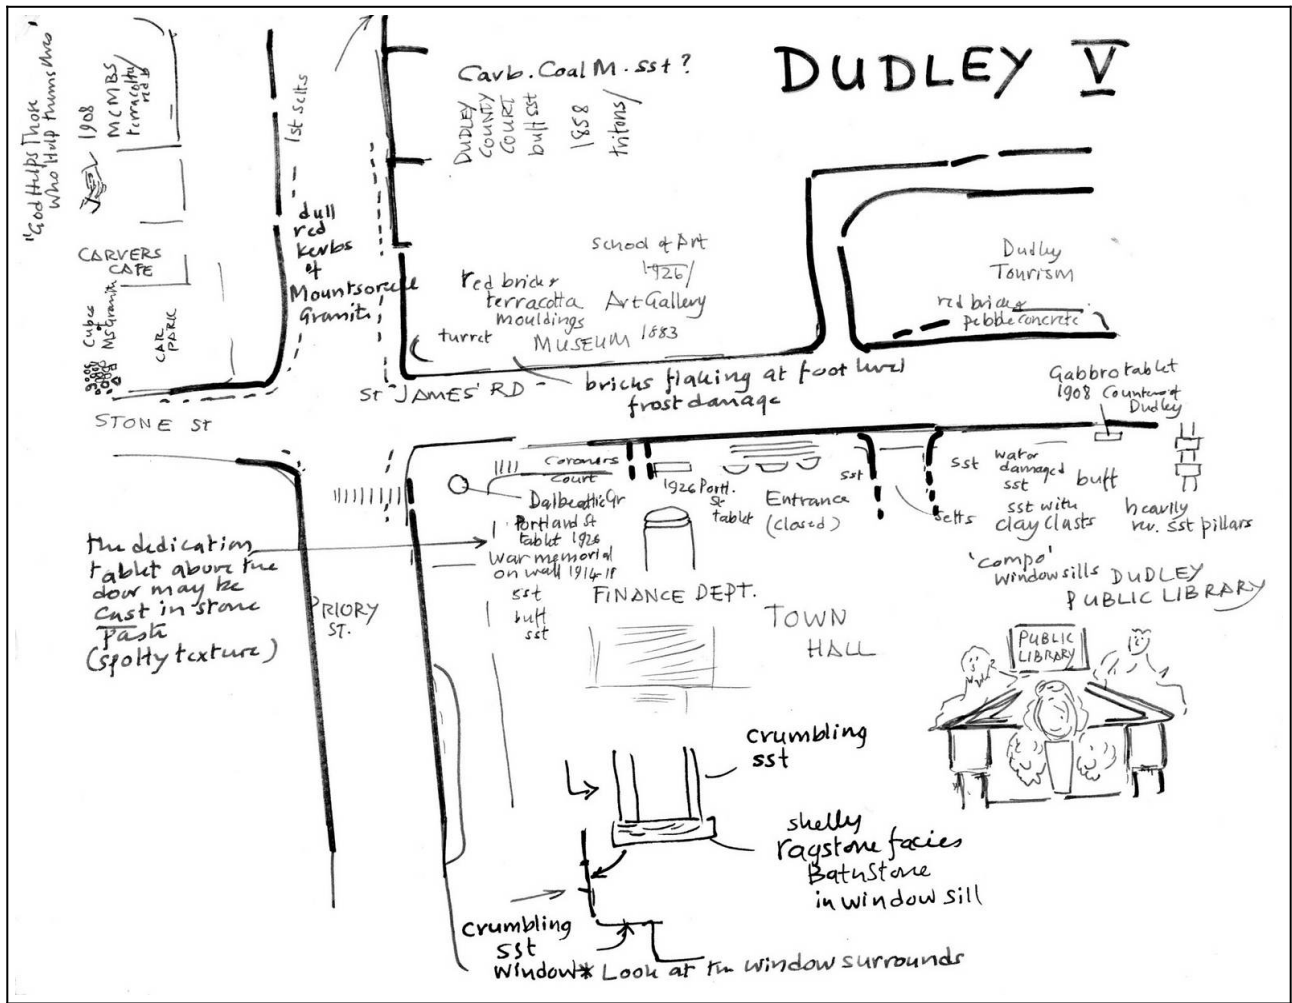 DUDLEY V
"God Helps Those
Who Help Themselves"
1908
MCMBS
terracotta/
red b
CARVERS
CAFE
Cubes
of
MsGranite
CAR
PARK
1st setts
dull
red
kerbs
of
Mountsorrel
Granite
Carb. Coal M. sst?
DUDLEY
COUNTY
COURT
buff sst
1858
tritons/
School of Art
1926/
Art Gallery
red brick &
terracotta
mouldings
MUSEUM 1883
turret
Dudley
Tourism
red brick &
pebble concrete
STONE St
St JAMES' RD
bricks flaking at foot level
frost damage
Gabbro tablet
1908 Countess of
Dudley
Coroners
Court
Dalbeattie Gr
Portland St
tablet 1926
War memorial
on wall 1914-18
sst
buff
sst
1926 Portl.
St
tablet
Entrance
(closed)
sst
setts
sst
water
damaged
sst
buff
sst with
clay clasts
heavily
rev. sst pillars
'compo'
window sills
DUDLEY
PUBLIC LIBRARY
the dedication
tablet above the
door may be
cast in stone
paste
(spotty texture)
PRIORY
ST.
FINANCE DEPT.
TOWN
HALL
PUBLIC
LIBRARY
crumbling
sst
shelly
ragstone facies
Bath Stone
in window sill
crumbling
sst
window * Look at the window surrounds